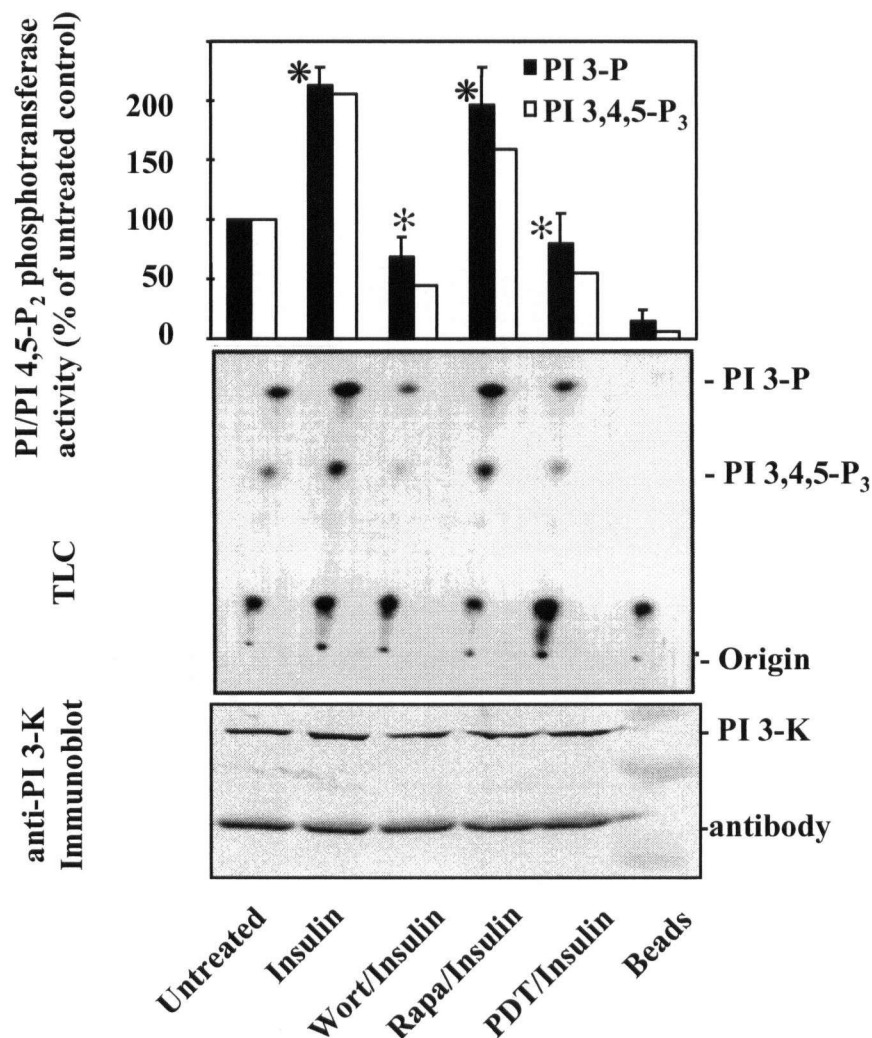 PI/PI 4,5-P₂ phosphotransferase
activity (% of untreated control)
200
150
100
50
0
*
*
*
*
PI 3-P
PI 3,4,5-P₃
TLC
- PI 3-P
- PI 3,4,5-P₃
- Origin
anti-PI 3-K
Immunoblot
- PI 3-K
-antibody
Untreated
Insulin
Wort/Insulin
Rapa/Insulin
PDT/Insulin
Beads